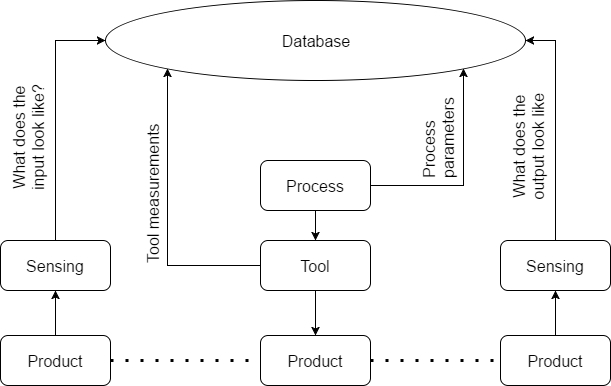 Database
What does the
input look like?
Tool measurements
Process
parameters
What does the
output look like
Process
Sensing
Tool
Sensing
Product
Product
Product